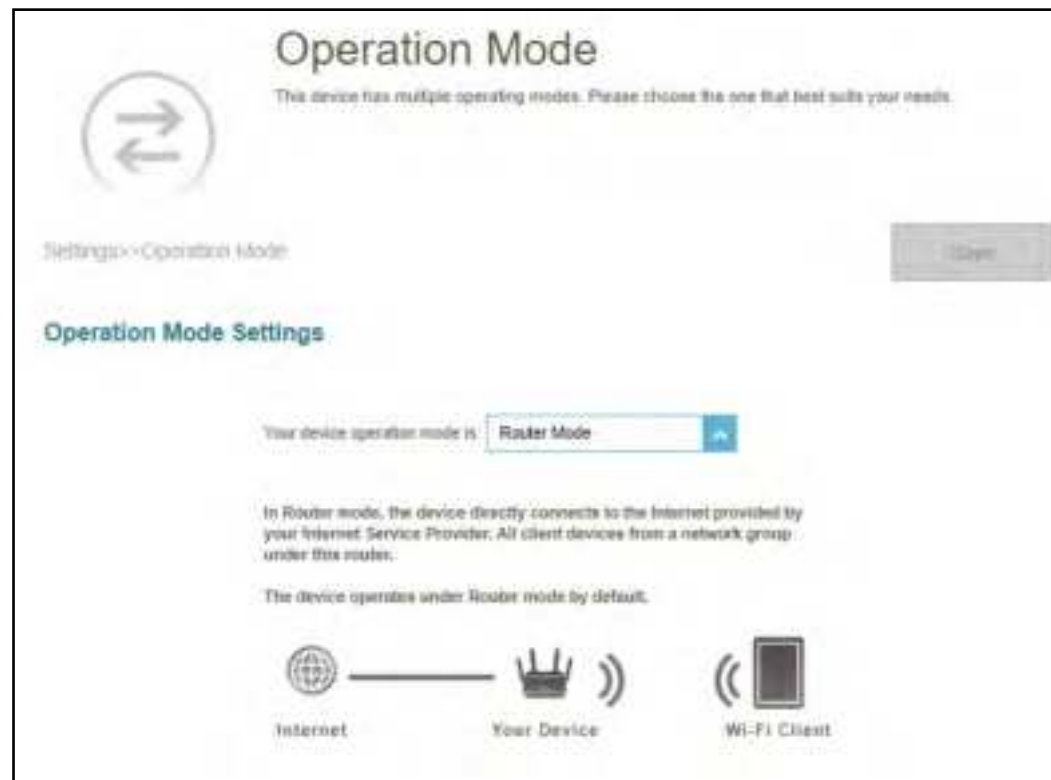 Operation Mode
This device has multiple operating modes. Please choose the one that best suits your needs.
Settings>>Operation Mode
Save
Operation Mode Settings
Your device operation mode is
Router Mode
In Router mode, the device directly connects to the Internet provided by
your Internet Service Provider. All client devices from a network group
under this router.
The device operates under Router mode by default.
Internet
Your Device
Wi-Fi Client